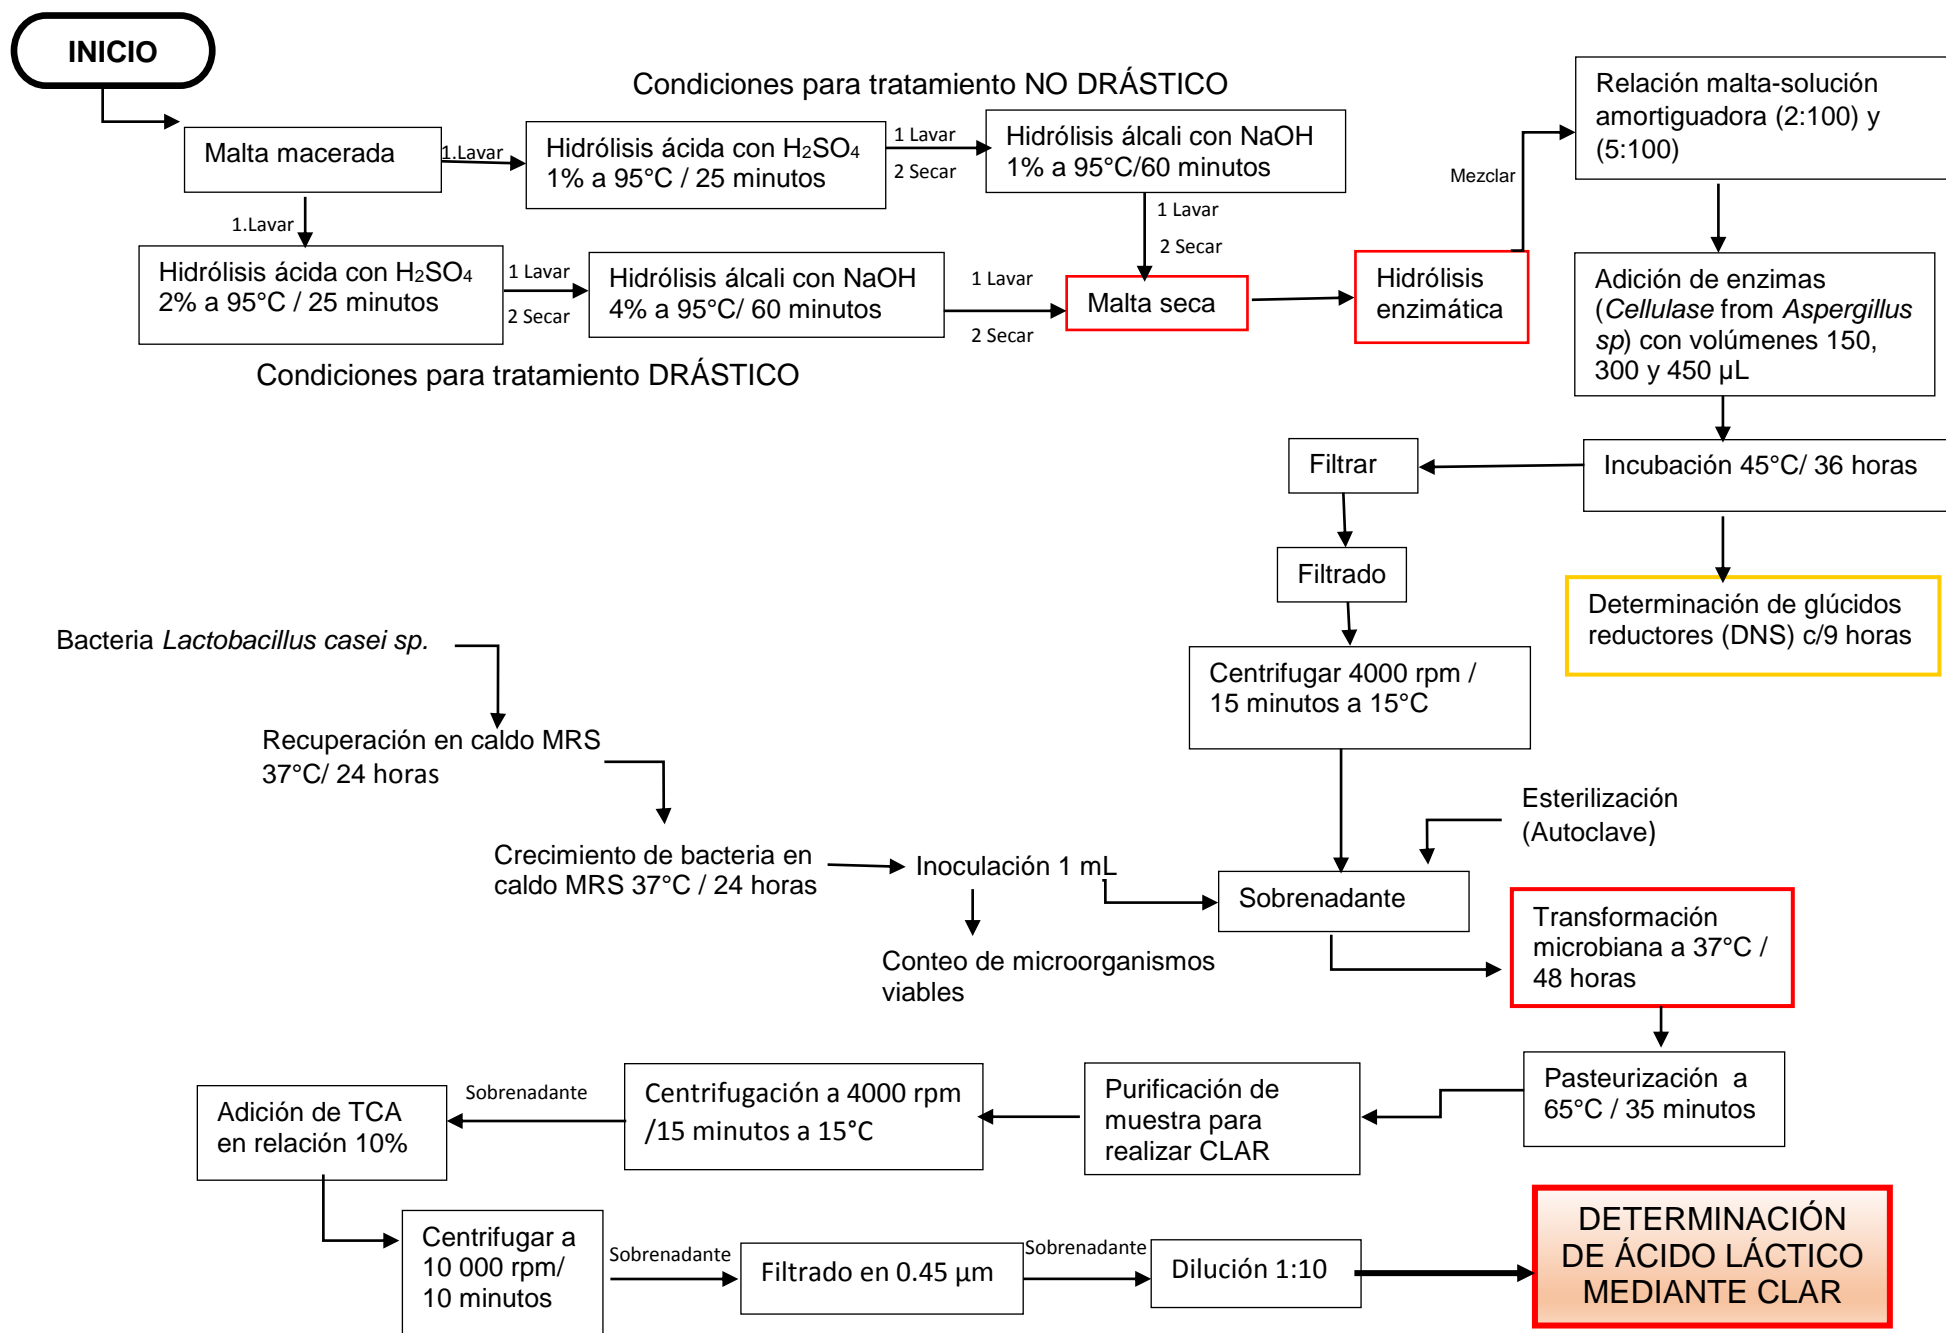 INICIO
Condiciones para tratamiento NO DRÁSTICO
Malta macerada
1.Lavar
Hidrólisis ácida con H₂SO₄
1% a 95°C / 25 minutos
1 Lavar
2 Secar
Hidrólisis álcali con NaOH
1% a 95°C/60 minutos
1 Lavar
2 Secar
1.Lavar
Hidrólisis ácida con H₂SO₄
2% a 95°C / 25 minutos
1 Lavar
2 Secar
Hidrólisis álcali con NaOH
4% a 95°C/ 60 minutos
1 Lavar
2 Secar
Condiciones para tratamiento DRÁSTICO
Malta seca
Hidrólisis
enzimática
Mezclar
Relación malta-solución
amortiguadora (2:100) y
(5:100)
Adición de enzimas
(Cellulase from Aspergillus
sp) con volúmenes 150,
300 y 450 µL
Incubación 45°C/ 36 horas
Determinación de glúcidos
reductores (DNS) c/9 horas
Filtrar
Filtrado
Centrifugar 4000 rpm /
15 minutos a 15°C
Bacteria Lactobacillus casei sp.
Recuperación en caldo MRS
37°C/ 24 horas
Crecimiento de bacteria en
caldo MRS 37°C / 24 horas
Inoculación 1 mL
Conteo de microorganismos
viables
Esterilización
(Autoclave)
Sobrenadante
Transformación
microbiana a 37°C /
48 horas
Pasteurización a
65°C / 35 minutos
Purificación de
muestra para
realizar CLAR
Centrifugación a 4000 rpm
/15 minutos a 15°C
Sobrenadante
Adición de TCA
en relación 10%
Centrifugar a
10 000 rpm/
10 minutos
Sobrenadante
Filtrado en 0.45 µm
Sobrenadante
Dilución 1:10
DETERMINACIÓN
DE ÁCIDO LÁCTICO
MEDIANTE CLAR